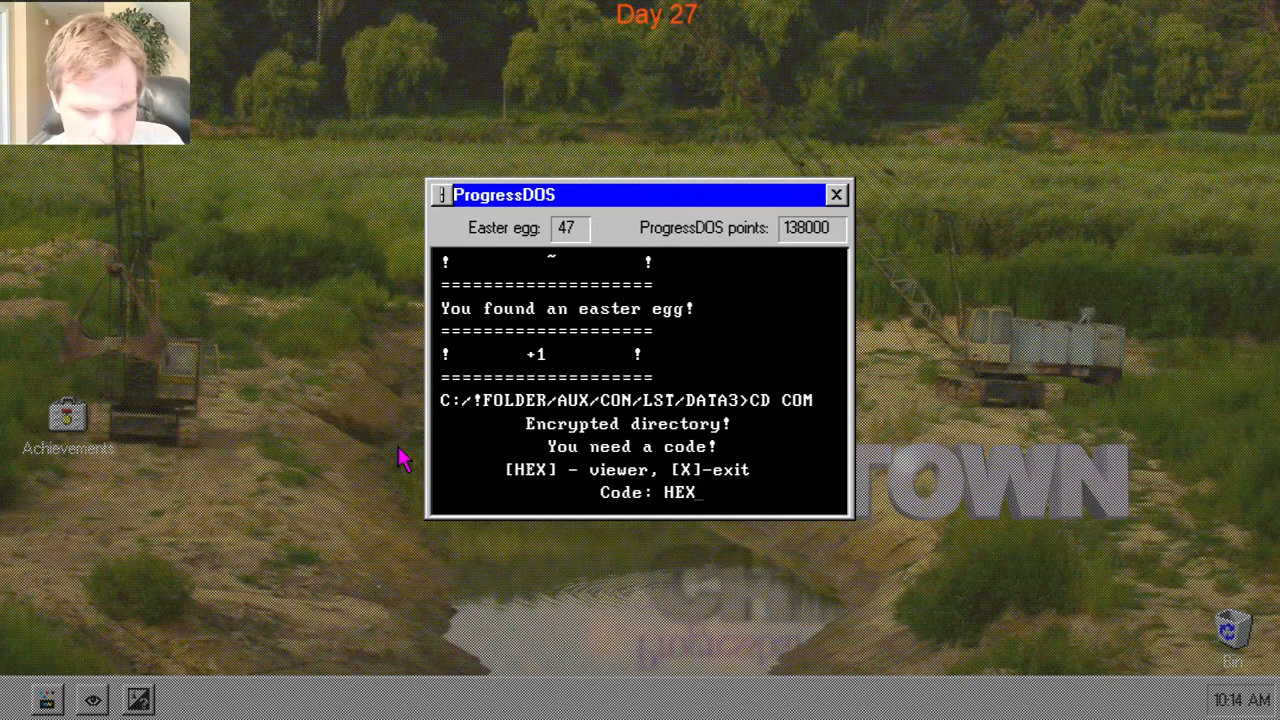 Day 27
ProgressDOS
Easter egg: 47 ProgressDOS points: 138000
! ~ !
====================
You found an easter egg!
====================
! +1 !
====================
C:/!FOLDER/AUX/CON/LST/DATA3>CD COM
Encrypted directory!
You need a code!
[HEX] - viewer, [X]-exit
Code: HEX_
Achievements
TOWN
Bin
10:14 AM